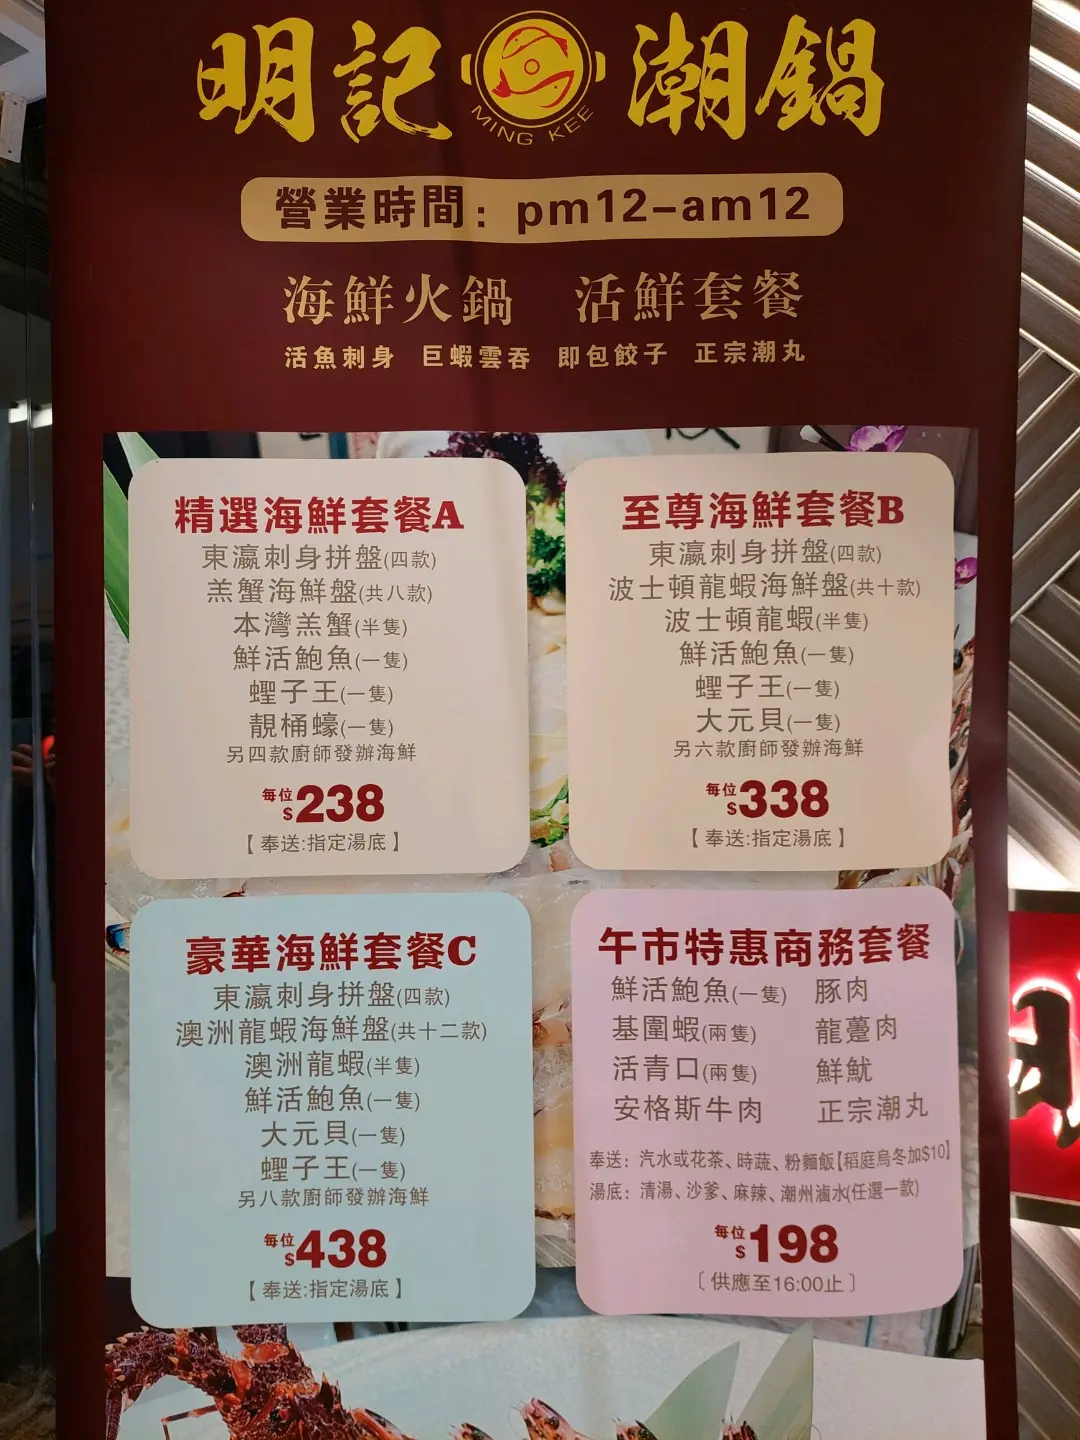 明記 潮鍋
MING KEE
營業時間：pm12-am12
海鮮火鍋 活鮮套餐
活魚刺身 巨蝦雲吞 即包餃子 正宗潮丸
精選海鮮套餐A
東瀛刺身拼盤(四款)
羔蟹海鮮盤(共八款)
本灣羔蟹(半隻)
鮮活鮑魚(一隻)
蟶子王(一隻)
靚桶蠔(一隻)
另四款廚師發辦海鮮
每位$238
【奉送:指定湯底】
至尊海鮮套餐B
東瀛刺身拼盤(四款)
波士頓龍蝦海鮮盤(共十款)
波士頓龍蝦(半隻)
鮮活鮑魚(一隻)
蟶子王(一隻)
大元貝(一隻)
另六款廚師發辦海鮮
每位$338
【奉送:指定湯底】
豪華海鮮套餐C
東瀛刺身拼盤(四款)
澳洲龍蝦海鮮盤(共十二款)
澳洲龍蝦(半隻)
鮮活鮑魚(一隻)
大元貝(一隻)
蟶子王(一隻)
另八款廚師發辦海鮮
每位$438
【奉送:指定湯底】
午市特惠商務套餐
鮮活鮑魚(一隻) 豚肉
基圍蝦(兩隻) 龍躉肉
活青口(兩隻) 鮮魷
安格斯牛肉 正宗潮丸
奉送：汽水或花茶、時蔬、粉麵飯【稻庭烏冬加$10】
湯底：清湯、沙爹、麻辣、潮州滷水(任選一款)
每位$198
〔供應至16:00止〕